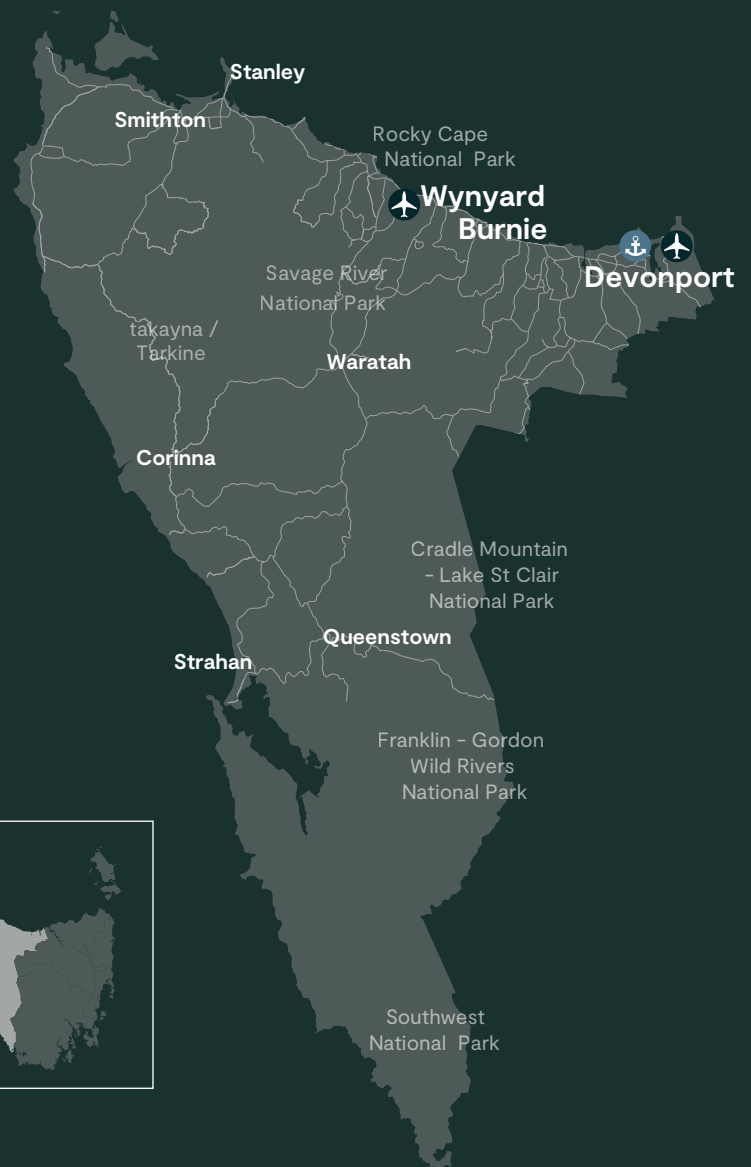 Stanley
Smithton
Rocky Cape
National Park
Wynyard
Burnie
Devonport
Savage River
National Park
takayna /
Tarkine
Waratah
Corinna
Cradle Mountain
- Lake St Clair
National Park
Queenstown
Strahan
Franklin - Gordon
Wild Rivers
National Park
Southwest
National Park